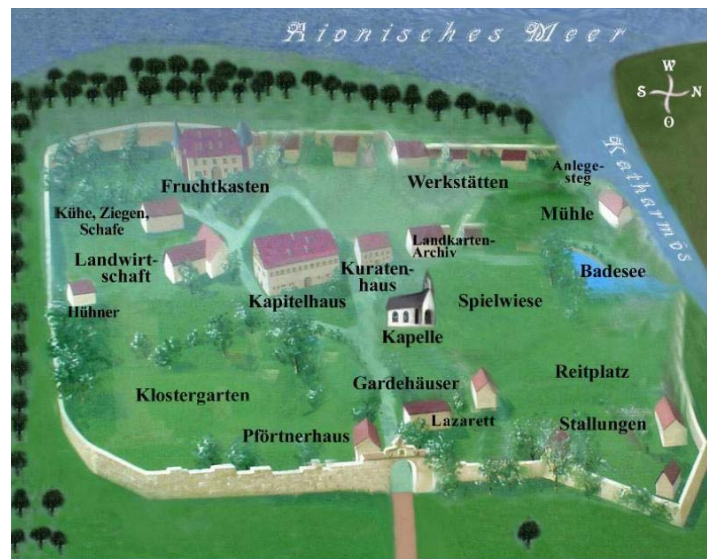 Aionisches Meer
W
S N
O
Katharmòs
Fruchtkasten
Werkstätten
Anlege-
steg
Kühe, Ziegen,
Schafe
Mühle
Landwirt-
schaft
Landkarten-
Archiv
Kuraten-
haus
Badesee
Kapitelhaus
Hühner
Spielwiese
Kapelle
Klostergarten
Gardehäuser
Reitplatz
Lazarett
Stallungen
Pförtnerhaus